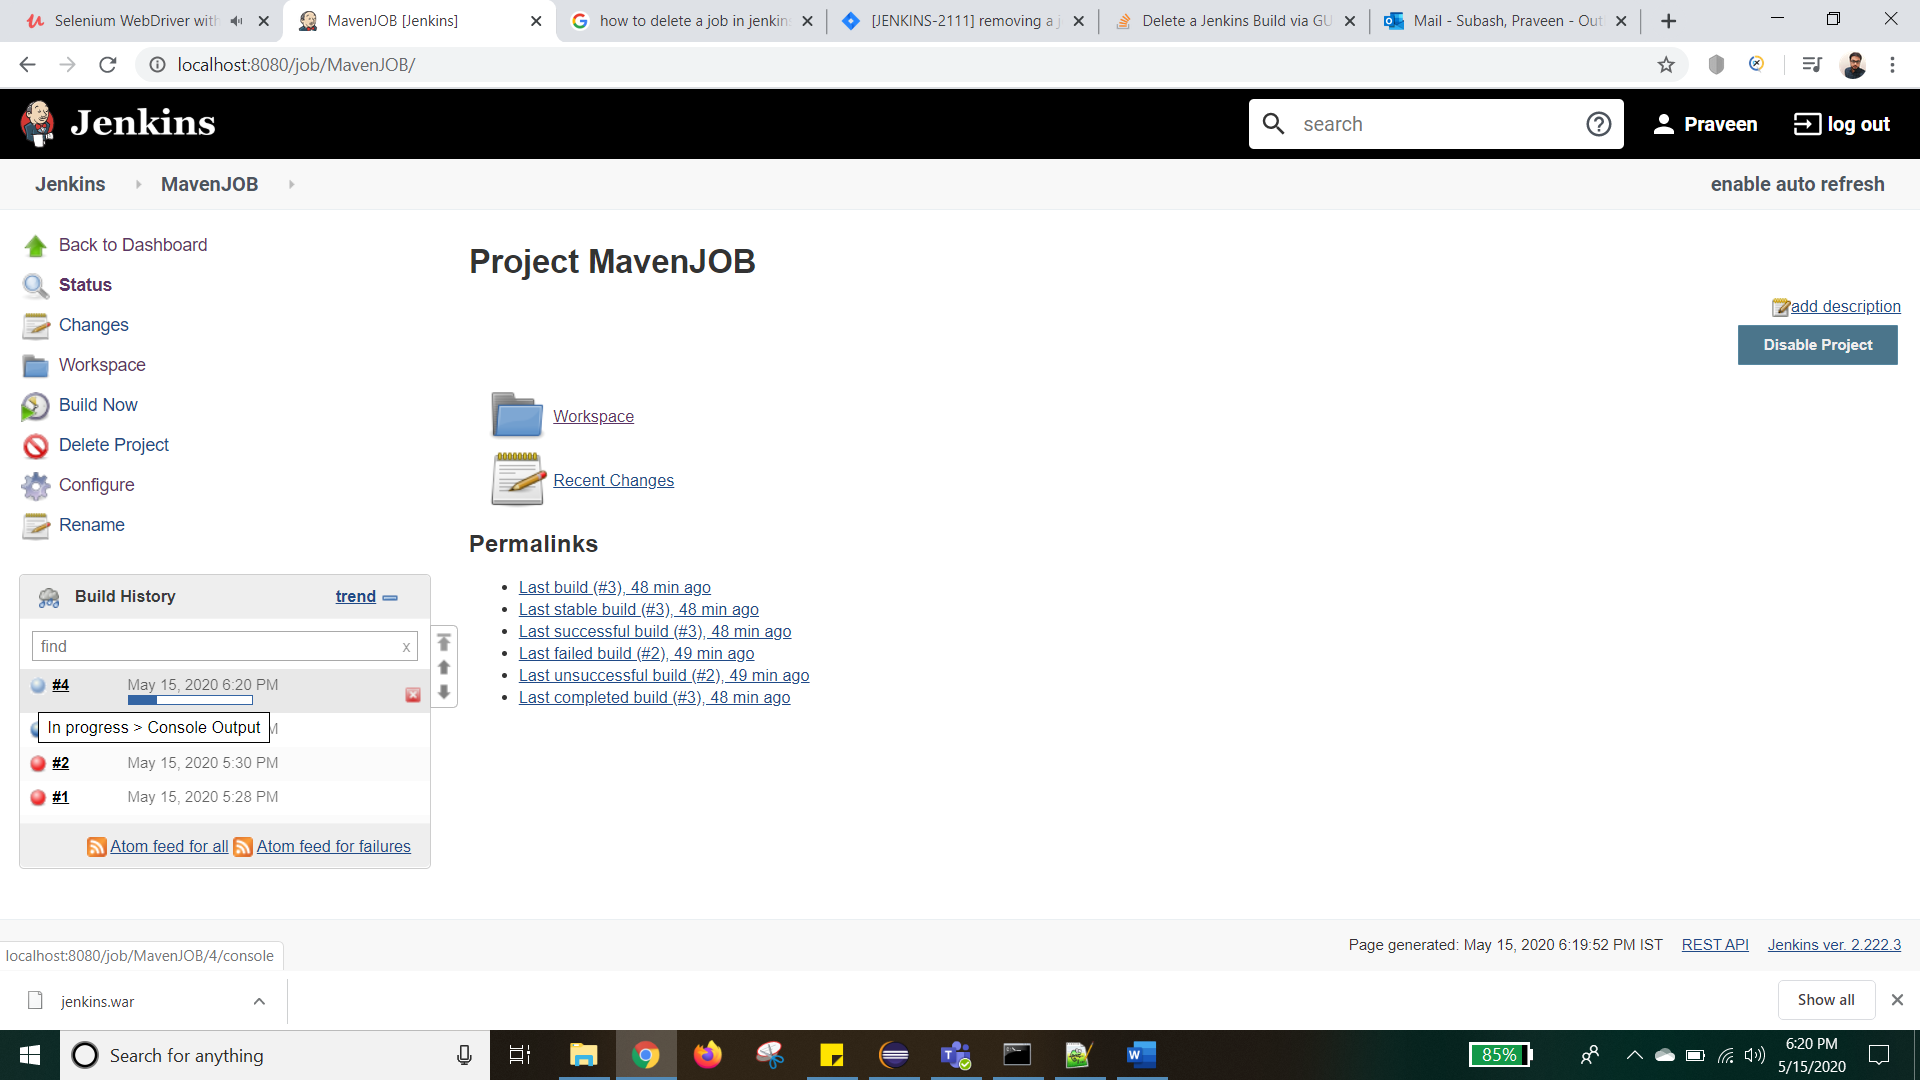 Selenium WebDriver with
MavenJOB [Jenkins]
how to delete a job in jenkins
[JENKINS-2111] removing a j
Delete a Jenkins Build via GU
Mail - Subash, Praveen - Out
localhost:8080/job/MavenJOB/
Jenkins
search
Praveen
log out
Jenkins
MavenJOB
enable auto refresh
Back to Dashboard
Status
Changes
Workspace
Build Now
Delete Project
Configure
Rename
Project MavenJOB
add description
Disable Project
Workspace
Recent Changes
Permalinks
Last build (#3), 48 min ago
Last stable build (#3), 48 min ago
Last successful build (#3), 48 min ago
Last failed build (#2), 49 min ago
Last unsuccessful build (#2), 49 min ago
Last completed build (#3), 48 min ago
Build History
trend
find
x
#4 May 15, 2020 6:20 PM
In progress > Console Output
M
#2 May 15, 2020 5:30 PM
#1 May 15, 2020 5:28 PM
Atom feed for all
Atom feed for failures
Page generated: May 15, 2020 6:19:52 PM IST
REST API
Jenkins ver. 2.222.3
localhost:8080/job/MavenJOB/4/console
jenkins.war
Show all
Search for anything
85%
6:20 PM
5/15/2020